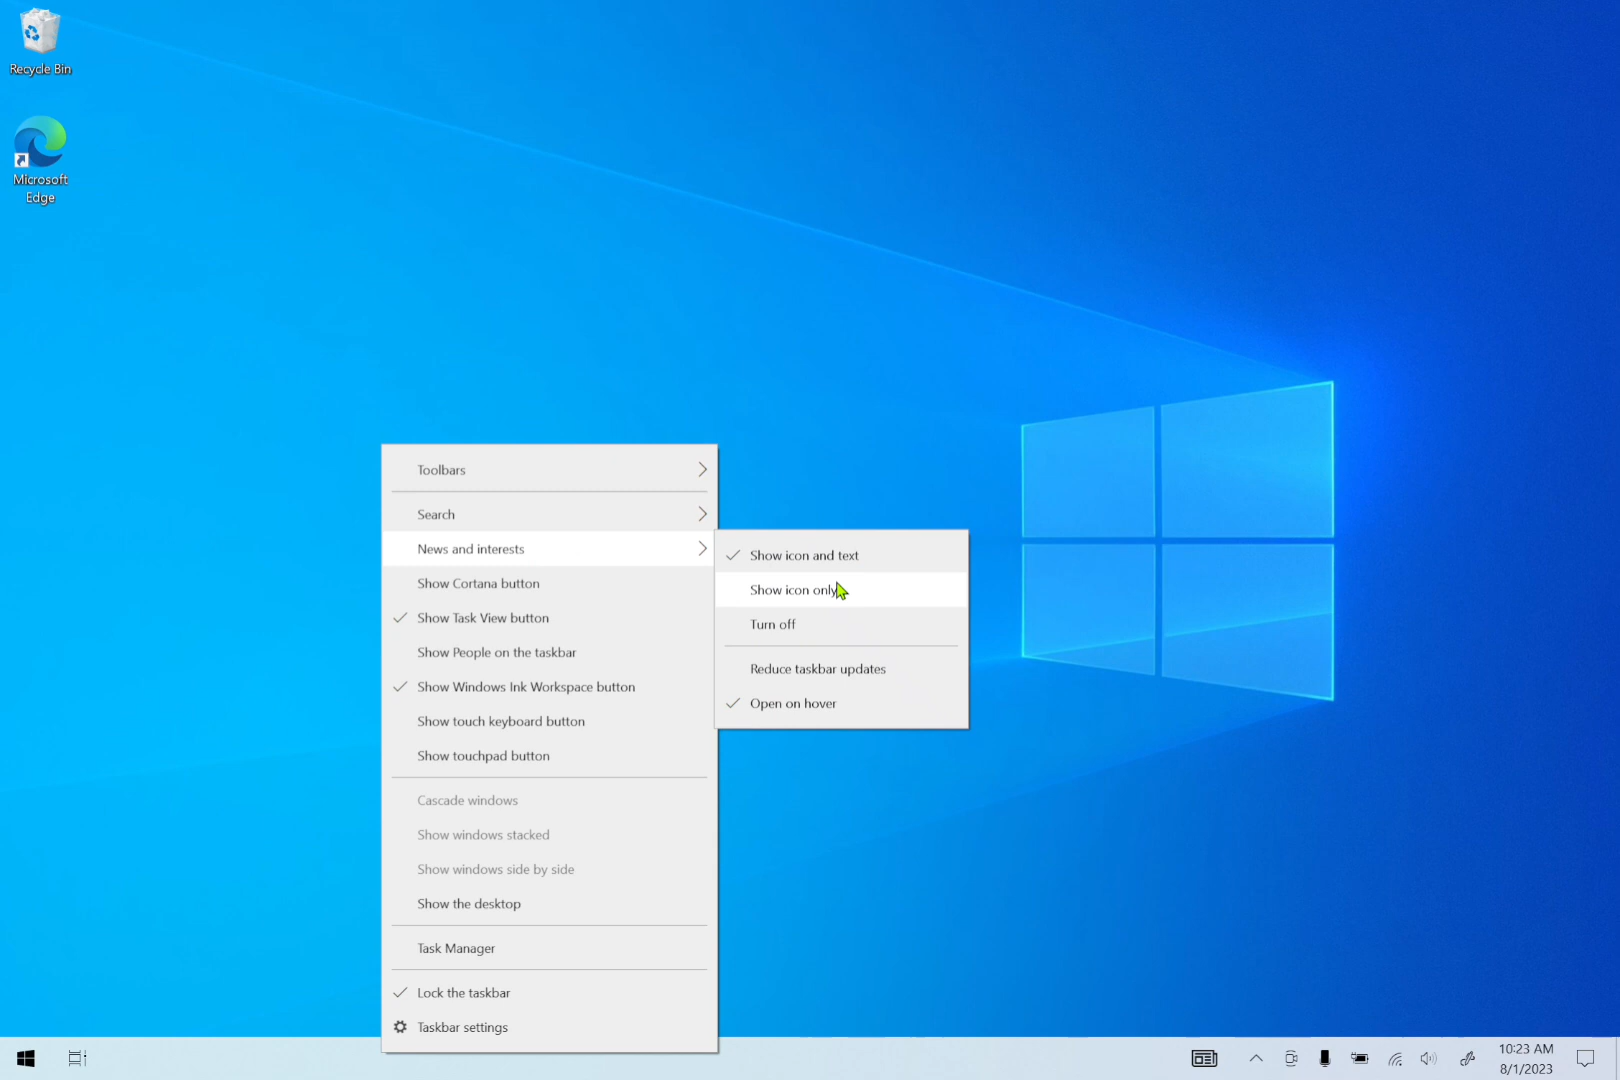 Recycle Bin
Microsoft
Edge
Toolbars
Search
News and interests
Show Cortana button
Show Task View button
Show People on the taskbar
Show Windows Ink Workspace button
Show touch keyboard button
Show touchpad button
Cascade windows
Show windows stacked
Show windows side by side
Show the desktop
Task Manager
Lock the taskbar
Taskbar settings
Show icon and text
Show icon only
Turn off
Reduce taskbar updates
Open on hover
10:23 AM
8/1/2023